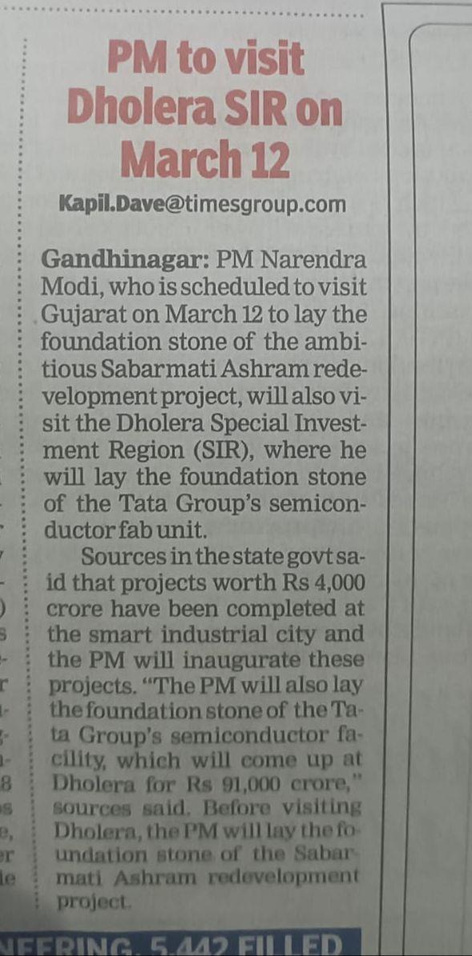 PM to visit
Dholera SIR on
March 12
Kapil.Dave@timesgroup.com
Gandhinagar: PM Narendra
Modi, who is scheduled to visit
Gujarat on March 12 to lay the
foundation stone of the ambi-
tious Sabarmati Ashram rede-
velopment project, will also vi-
sit the Dholera Special Invest-
ment Region (SIR), where he
will lay the foundation stone
of the Tata Group's semicon-
ductor fab unit.
Sources in the state govt sa-
id that projects worth Rs 4,000
crore have been completed at
the smart industrial city and
the PM will inaugurate these
projects. “The PM will also lay
the foundation stone of the Ta-
ta Group's semiconductor fa-
cility, which will come up at
Dholera for Rs 91,000 crore,”
sources said. Before visiting
Dholera, the PM will lay the fo-
undation stone of the Sabar-
mati Ashram redevelopment
project.
NEERING, 5,442 FILLED